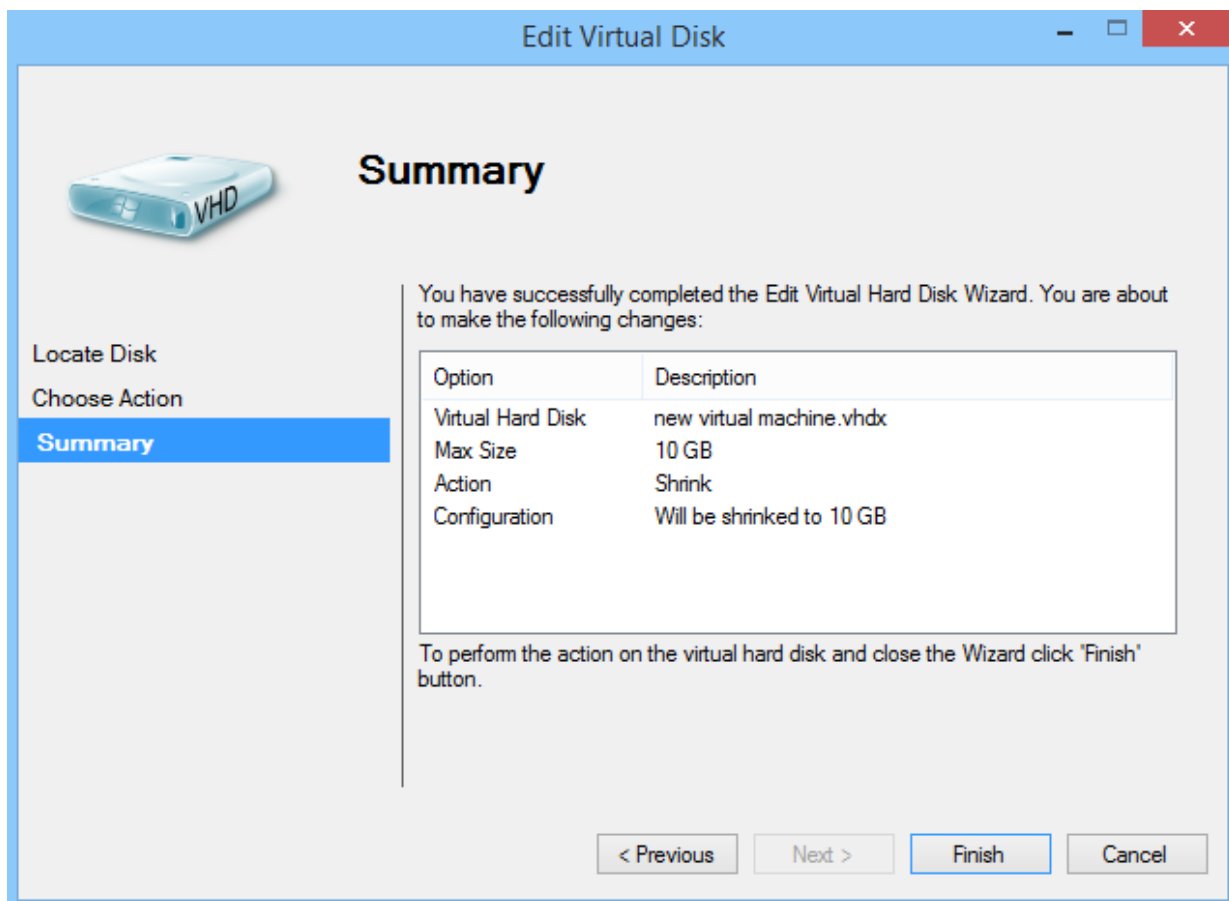 Edit Virtual Disk
VHD
Summary
You have successfully completed the Edit Virtual Hard Disk Wizard. You are about
to make the following changes:
Locate Disk
Choose Action
Summary
Option Description
Virtual Hard Disk new virtual machine.vhdx
Max Size 10 GB
Action Shrink
Configuration Will be shrinked to 10 GB
To perform the action on the virtual hard disk and close the Wizard click 'Finish'
button.
< Previous Next > Finish Cancel